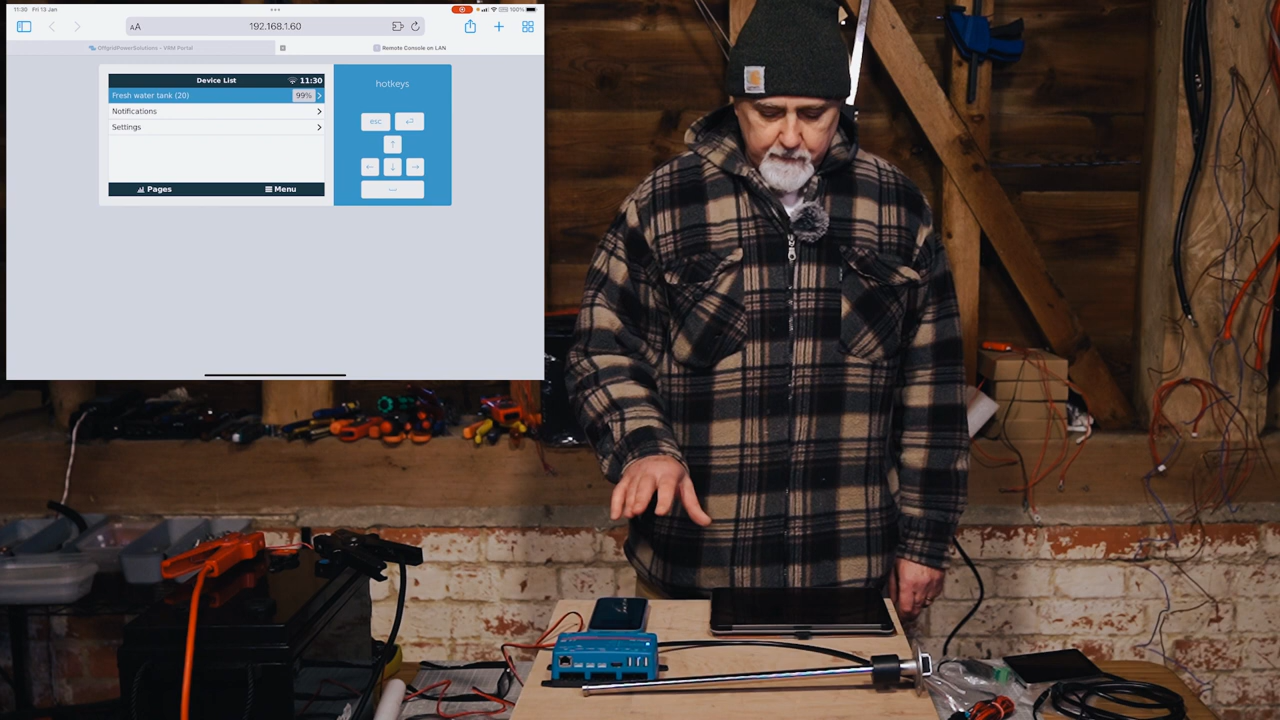 11:30 Fri 13 Jan
100%
AA
192.168.1.60
OffgridPowerSolutions – VRM Portal
Remote Console on LAN
Device List
11:30
Fresh water tank (20)
99%
Notifications
Settings
Pages
Menu
hotkeys
esc